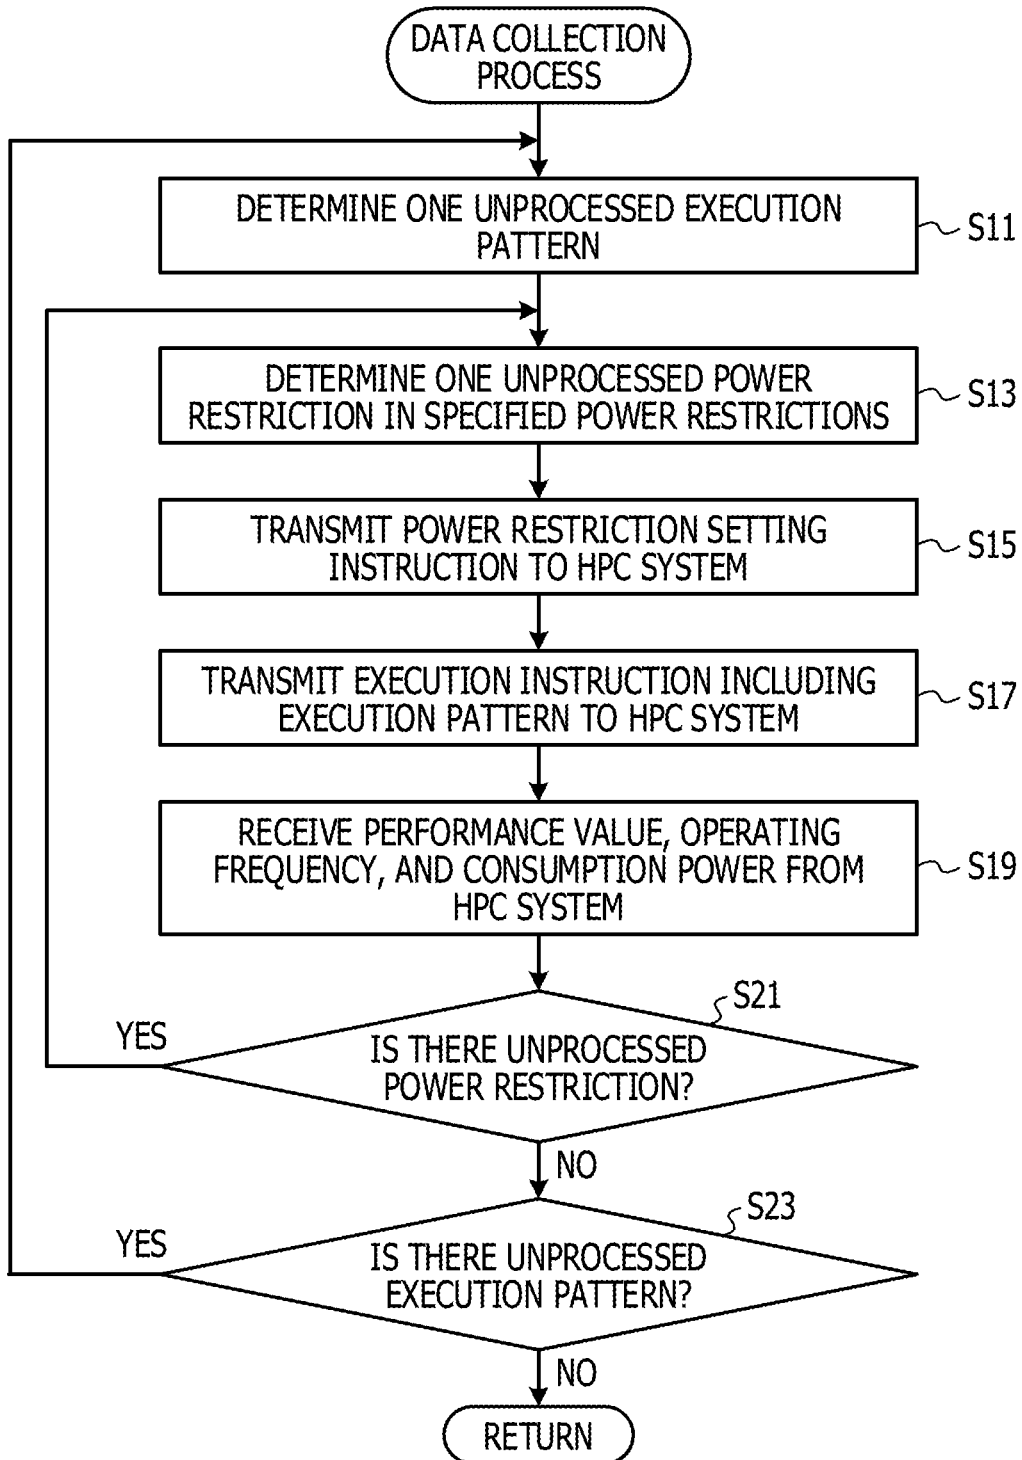 DATA COLLECTION
PROCESS
DETERMINE ONE UNPROCESSED EXECUTION
PATTERN
S11
DETERMINE ONE UNPROCESSED POWER
RESTRICTION IN SPECIFIED POWER RESTRICTIONS
S13
TRANSMIT POWER RESTRICTION SETTING
INSTRUCTION TO HPC SYSTEM
S15
TRANSMIT EXECUTION INSTRUCTION INCLUDING
EXECUTION PATTERN TO HPC SYSTEM
S17
RECEIVE PERFORMANCE VALUE, OPERATING
FREQUENCY, AND CONSUMPTION POWER FROM
HPC SYSTEM
S19
S21
YES
IS THERE UNPROCESSED
POWER RESTRICTION?
NO
S23
YES
IS THERE UNPROCESSED
EXECUTION PATTERN?
NO
RETURN